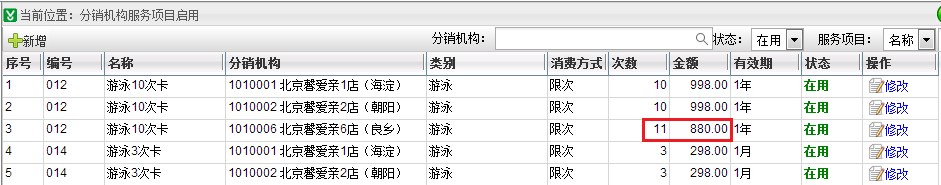 当前位置：分销机构服务项目启用
新增 分销机构： 状态： 在用 服务项目： 名称
序号 编号 名称 分销机构 类别 消费方式 次数 金额 有效期 状态 操作
1 012 游泳10次卡 1010001 北京馨爱亲1店（海淀） 游泳 限次 10 998.00 1年 在用 修改
2 012 游泳10次卡 1010002 北京馨爱亲2店（朝阳） 游泳 限次 10 998.00 1年 在用 修改
3 012 游泳10次卡 1010006 北京馨爱亲6店（良乡） 游泳 限次 11 880.00 1年 在用 修改
4 014 游泳3次卡 1010001 北京馨爱亲1店（海淀） 游泳 限次 3 298.00 1月 在用 修改
5 014 游泳3次卡 1010002 北京馨爱亲2店（朝阳） 游泳 限次 3 298.00 1月 在用 修改